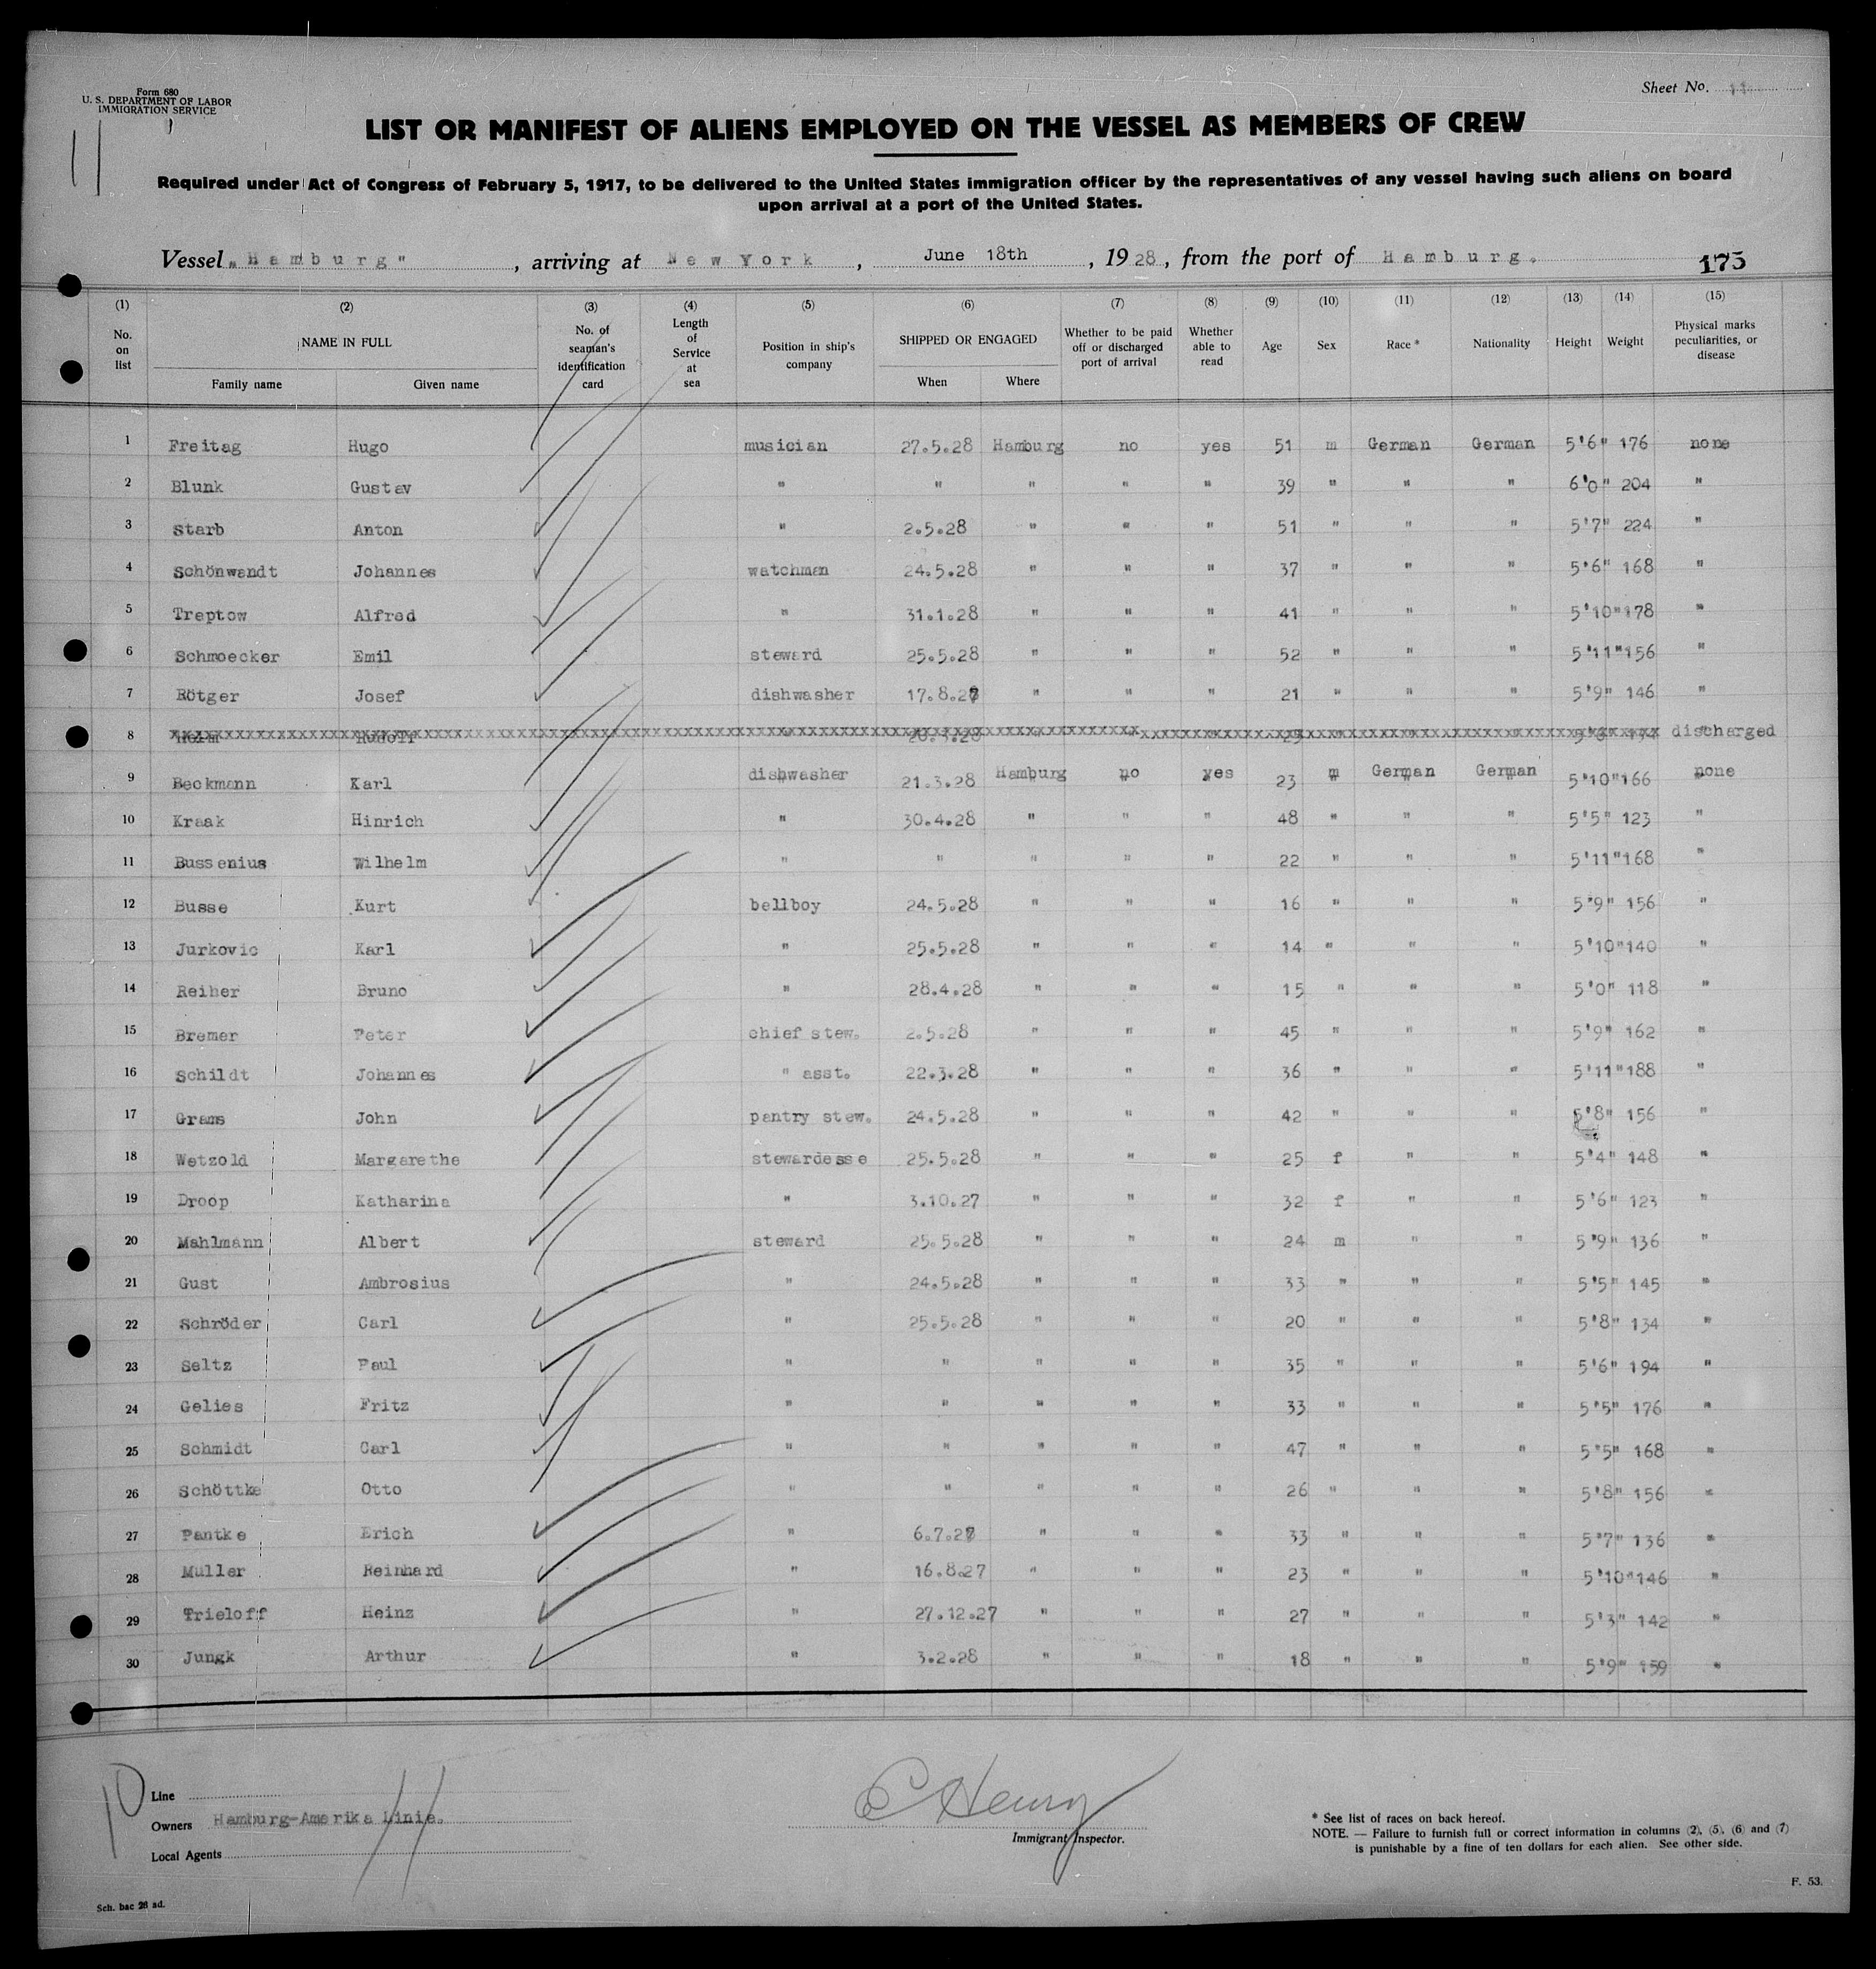 Form 680
U. S. DEPARTMENT OF LABOR
IMMIGRATION SERVICE
Sheet No. 11
11
LIST OR MANIFEST OF ALIENS EMPLOYED ON THE VESSEL AS MEMBERS OF CREW
Required under Act of Congress of February 5, 1917, to be delivered to the United States immigration officer by the representatives of any vessel having such aliens on board
upon arrival at a port of the United States.
Vessel „Hamburg", arriving at New York, June 18th, 1928, from the port of Hamburg. 175
(1) (2) (3) (4) (5) (6) (7) (8) (9) (10) (11) (12) (13) (14) (15)
No. on list NAME IN FULL Family name Given name No. of seaman's identification card Length of Service at sea Position in ship's company SHIPPED OR ENGAGED When Where Whether to be paid off or discharged port of arrival Whether able to read Age Sex Race * Nationality Height Weight Physical marks peculiarities, or disease
1 Freitag Hugo musician 27.5.28 Hamburg no yes 51 m German German 5'6" 176 none
2 Blunk Gustav " " " " " 39 " " " 6'0" 204 "
3 Starb Anton " 2.5.28 " " " 51 " " " 5'7" 224 "
4 Schönwandt Johannes watchman 24.5.28 " " " 37 " " " 5'6" 168 "
5 Treptow Alfred " 31.1.28 " " " 41 " " " 5'10" 178 "
6 Schmoecker Emil steward 25.5.28 " " " 52 " " " 5'11" 156 "
7 Rötger Josef dishwasher 17.8.27 " " " 21 " " " 5'9" 146 "
8 Rudolf discharged
9 Beckmann Karl dishwasher 21.3.28 Hamburg no yes 23 m German German 5'10" 166 none
10 Kraak Hinrich " 30.4.28 " " " 48 " " " 5'5" 123 "
11 Bussenius Wilhelm " " " " " 22 " " " 5'11" 168 "
12 Busse Kurt bellboy 24.5.28 " " " 16 " " " 5'9" 156 "
13 Jurkovic Karl " 25.5.28 " " " 14 " " " 5'10" 140 "
14 Reiher Bruno " 28.4.28 " " " 15 " " " 5'0" 118 "
15 Bremer Peter chief stew. 2.5.28 " " " 45 " " " 5'9" 162 "
16 Schildt Johannes " asst. 22.3.28 " " " 36 " " " 5'11" 188 "
17 Grams John pantry stew. 24.5.28 " " " 42 " " " 5'8" 156 "
18 Wetzold Margarethe stewardesse 25.5.28 " " " 25 f " " 5'4" 148 "
19 Droop Katharina " 3.10.27 " " " 32 f " " 5'6" 123 "
20 Mahlmann Albert steward 25.5.28 " " " 24 m " " 5'9" 136 "
21 Gust Ambrosius " 24.5.28 " " " 33 " " " 5'5" 145 "
22 Schröder Carl " 25.5.28 " " " 20 " " " 5'8" 134 "
23 Seltz Paul " " " " " 35 " " " 5'6" 194 "
24 Gelies Fritz " " " " " 33 " " " 5'5" 176 "
25 Schmidt Carl " " " " " 47 " " " 5'5" 168 "
26 Schöttke Otto " " " " " 26 " " " 5'8" 156 "
27 Pantke Erich " 6.7.27 " " " 33 " " " 5'7" 136 "
28 Müller Reinhard " 16.8.27 " " " 23 " " " 5'10" 146 "
29 Trieloff Heinz " 27.12.27 " " " 27 " " " 5'3" 142 "
30 Jungk Arthur " 3.2.28 " " " 18 " " " 5'9" 159 "
10
Line
Owners Hamburg-Amerika Linie.
Local Agents
C Henry
Immigrant Inspector.
* See list of races on back hereof.
NOTE. — Failure to furnish full or correct information in columns (2), (5), (6) and (7)
is punishable by a fine of ten dollars for each alien. See other side.
F. 53.
Sch. bac 28 ad.